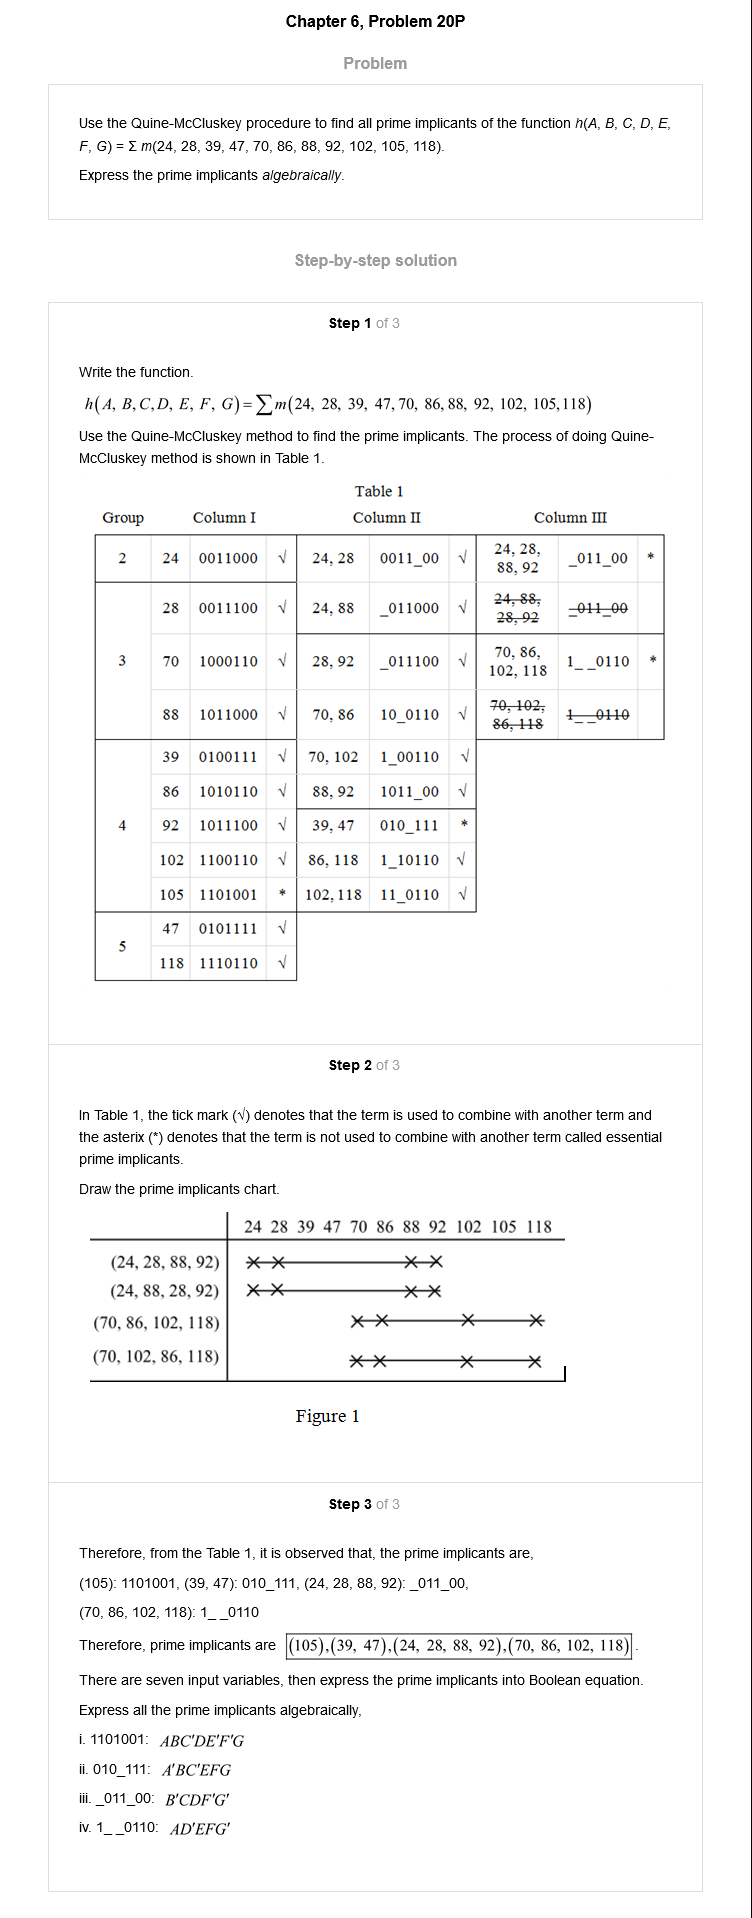 Chapter 6, Problem 20P
Problem
Use the Quine-McCluskey procedure to find all prime implicants of the function h(A, B, C, D, E,
F, G) = Σ m(24, 28, 39, 47, 70, 86, 88, 92, 102, 105, 118).
Express the prime implicants algebraically.
Step-by-step solution
Step 1 of 3
Write the function.
h(A, B, C, D, E, F, G) = ∑ m(24, 28, 39, 47, 70, 86, 88, 92, 102, 105, 118)
Use the Quine-McCluskey method to find the prime implicants. The process of doing Quine-
McCluskey method is shown in Table 1.
Table 1
Group Column I Column II Column III
2 24 0011000 √ 24, 28 0011_00 √ 24, 28, 88, 92 _011_00 *
28 0011100 √ 24, 88 _011000 √ 24, 88, 28, 92 _011_00
3 70 1000110 √ 28, 92 _011100 √ 70, 86, 102, 118 1_ _0110 *
88 1011000 √ 70, 86 10_0110 √ 70, 102, 86, 118 1_ _0110
39 0100111 √ 70, 102 1_00110 √
86 1010110 √ 88, 92 1011_00 √
4 92 1011100 √ 39, 47 010_111 *
102 1100110 √ 86, 118 1_10110 √
105 1101001 * 102, 118 11_0110 √
47 0101111 √
5
118 1110110 √
Step 2 of 3
In Table 1, the tick mark (√) denotes that the term is used to combine with another term and
the asterix (*) denotes that the term is not used to combine with another term called essential
prime implicants.
Draw the prime implicants chart.
24 28 39 47 70 86 88 92 102 105 118
(24, 28, 88, 92) × × × ×
(24, 88, 28, 92) × × × ×
(70, 86, 102, 118) × × × ×
(70, 102, 86, 118) × × × ×
Figure 1
Step 3 of 3
Therefore, from the Table 1, it is observed that, the prime implicants are,
(105): 1101001, (39, 47): 010_111, (24, 28, 88, 92): _011_00,
(70, 86, 102, 118): 1_ _0110
Therefore, prime implicants are (105),(39, 47),(24, 28, 88, 92),(70, 86, 102, 118).
There are seven input variables, then express the prime implicants into Boolean equation.
Express all the prime implicants algebraically,
i. 1101001: ABC'DE'F'G
ii. 010_111: A'BC'EFG
iii. _011_00: B'CDF'G'
iv. 1_ _0110: AD'EFG'